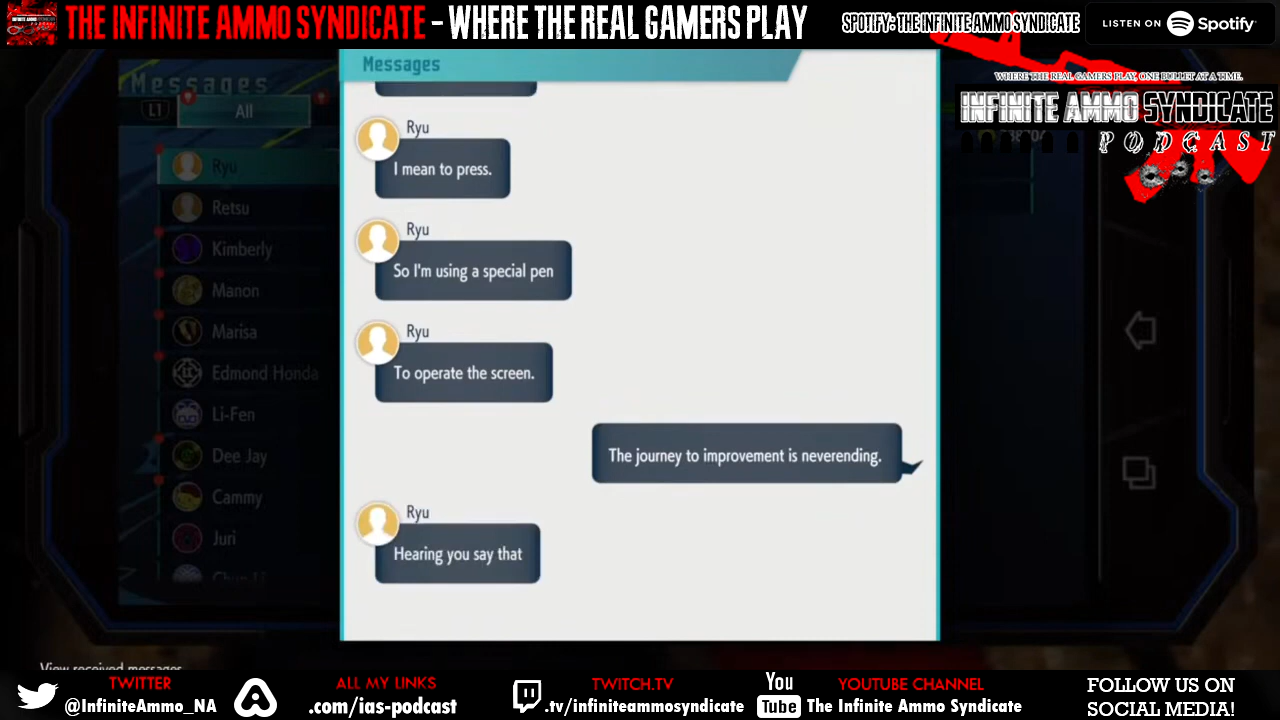 THE INFINITE AMMO SYNDICATE - WHERE THE REAL GAMERS PLAY
SPOTIFY: THE INFINITE AMMO SYNDICATE
LISTEN ON Spotify
WHERE THE REAL GAMERS PLAY, ONE BULLET AT A TIME.
INFINITE AMMO SYNDICATE
PODCAST
Messages
L1
All
Ryu
Retsu
Kimberly
Manon
Marisa
Edmond Honda
Li-Fen
Dee Jay
Cammy
Juri
Chun-Li
Messages
Ryu
I mean to press.
Ryu
So I'm using a special pen
Ryu
To operate the screen.
The journey to improvement is neverending.
Ryu
Hearing you say that
View received messages
TWITTER
@InfiniteAmmo_NA
ALL MY LINKS
.com/ias-podcast
TWITCH.TV
.tv/infiniteammosyndicate
You Tube
YOUTUBE CHANNEL
The Infinite Ammo Syndicate
FOLLOW US ON
SOCIAL MEDIA!